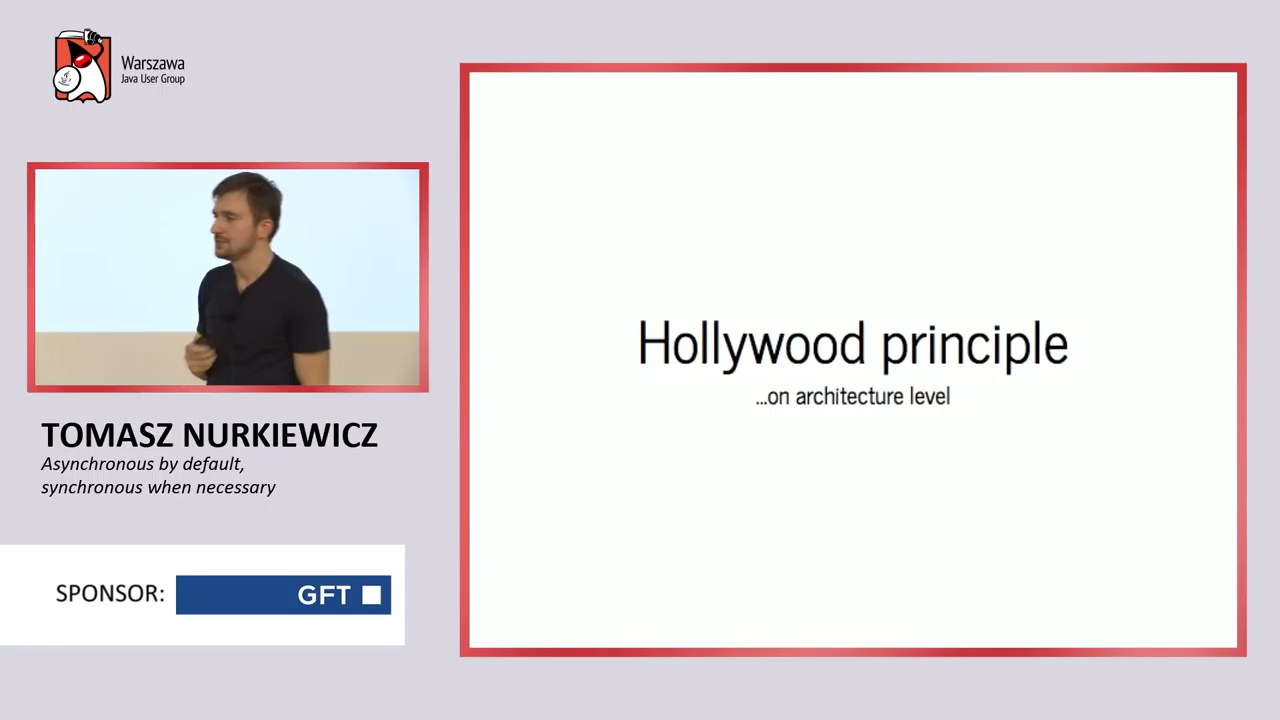 Warszawa
Java User Group
Hollywood principle
...on architecture level
TOMASZ NURKIEWICZ
Asynchronous by default,
synchronous when necessary
SPONSOR:
GFT